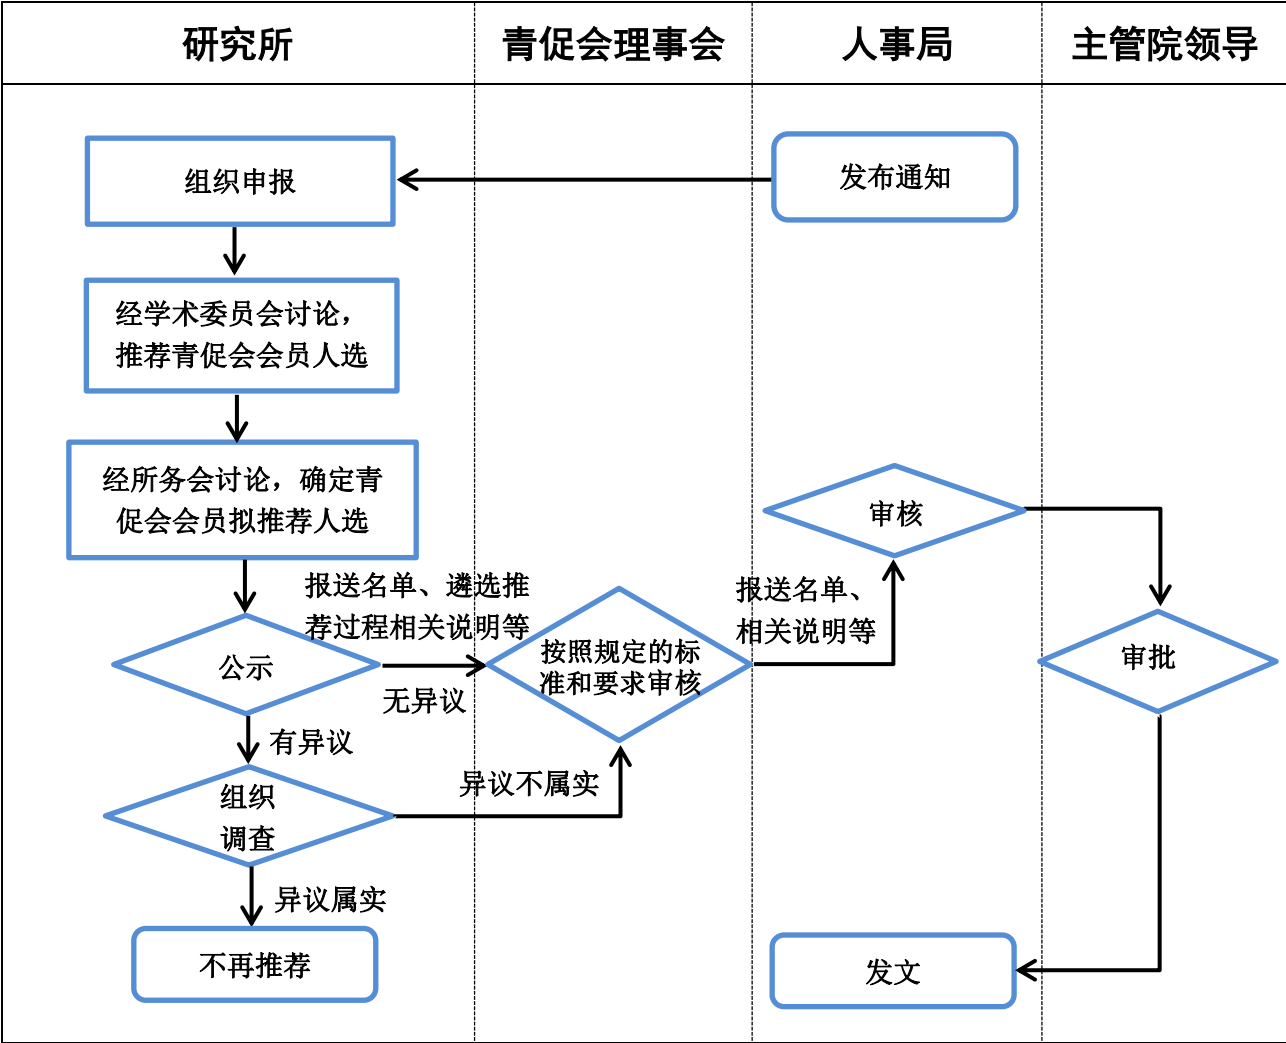 研究所
青促会理事会
人事局
主管院领导
组织申报
发布通知
经学术委员会讨论，
推荐青促会会员人选
经所务会讨论，确定青
促会会员拟推荐人选
审核
报送名单、遴选推
荐过程相关说明等
报送名单、
相关说明等
公示
无异议
按照规定的标
准和要求审核
审批
有异议
组织
调查
异议不属实
异议属实
不再推荐
发文